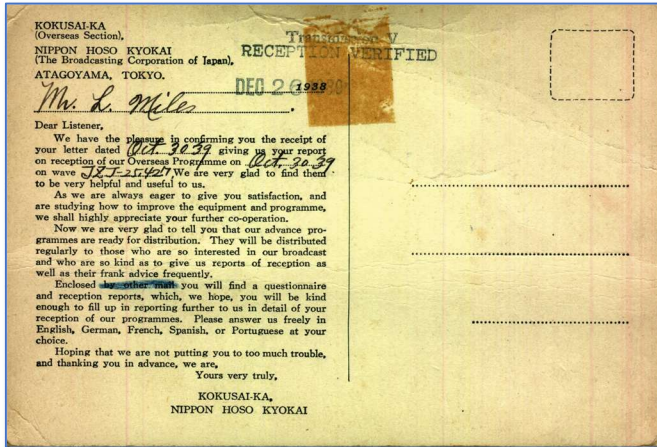 KOKUSAI-KA
(Overseas Section),
NIPPON HOSO KYOKAI
(The Broadcasting Corporation of Japan),
ATAGOYAMA, TOKYO.
V
RECEPTION VERIFIED
DEC 20 1938
Mr. L. Miles
Dear Listener,
We have the pleasure in confirming you the receipt of
your letter dated Oct. 30 39 giving us your report
on reception of our Overseas Programme on Oct. 30 39
on wave JZJ-25.42 We are very glad to find them
to be very helpful and useful to us.
As we are always eager to give you satisfaction, and
are studying how to improve the equipment and programme,
we shall highly appreciate your further co-operation.
Now we are very glad to tell you that our advance pro-
grammes are ready for distribution. They will be distributed
regularly to those who are so interested in our broadcast
and who are so kind as to give us reports of reception as
well as their frank advice frequently.
Enclosed by other mail you will find a questionnaire
and reception reports, which, we hope, you will be kind
enough to fill up in reporting further to us in detail of your
reception of our programmes. Please answer us freely in
English, German, French, Spanish, or Portuguese at your
choice.
Hoping that we are not putting you to too much trouble,
and thanking you in advance, we are,
Yours very truly,
KOKUSAI-KA,
NIPPON HOSO KYOKAI